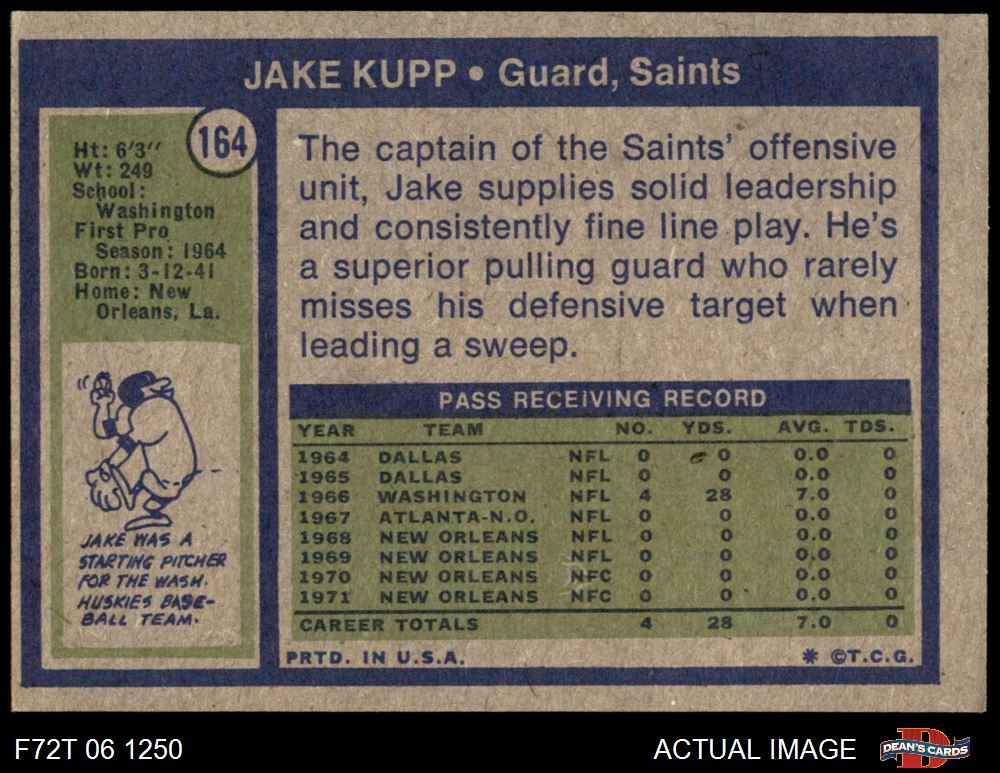 JAKE KUPP • Guard, Saints
164
Ht: 6'3''
Wt: 249
School:
Washington
First Pro
Season: 1964
Born: 3-12-41
Home: New
Orleans, La.
JAKE WAS A
STARTING PITCHER
FOR THE WASH.
HUSKIES BASE-
BALL TEAM.
The captain of the Saints' offensive
unit, Jake supplies solid leadership
and consistently fine line play. He's
a superior pulling guard who rarely
misses his defensive target when
leading a sweep.
PASS RECEIVING RECORD
YEAR TEAM NO. YDS. AVG. TDS.
1964 DALLAS NFL 0 0 0.0 0
1965 DALLAS NFL 0 0 0.0 0
1966 WASHINGTON NFL 4 28 7.0 0
1967 ATLANTA-N.O. NFL 0 0 0.0 0
1968 NEW ORLEANS NFL 0 0 0.0 0
1969 NEW ORLEANS NFL 0 0 0.0 0
1970 NEW ORLEANS NFC 0 0 0.0 0
1971 NEW ORLEANS NFC 0 0 0.0 0
CAREER TOTALS 4 28 7.0 0
PRTD. IN U.S.A. * ©T.C.G.
F72T 06 1250 ACTUAL IMAGE DEAN'S CARDS